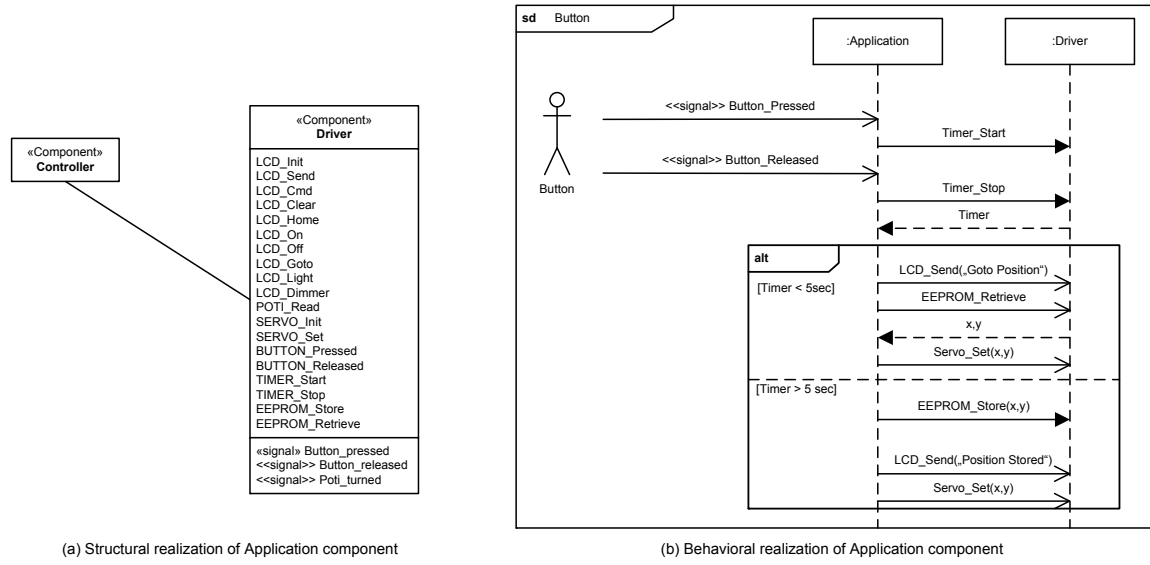 «Component»
Controller
«Component»
Driver
LCD_Init
LCD_Send
LCD_Cmd
LCD_Clear
LCD_Home
LCD_On
LCD_Off
LCD_Goto
LCD_Light
LCD_Dimmer
POTI_Read
SERVO_Init
SERVO_Set
BUTTON_Pressed
BUTTON_Released
TIMER_Start
TIMER_Stop
EEPROM_Store
EEPROM_Retrieve
«signal» Button_pressed
<<signal>> Button_released
<<signal>> Poti_turned
(a) Structural realization of Application component
sd Button
:Application
:Driver
<<signal>> Button_Pressed
Timer_Start
<<signal>> Button_Released
Button
Timer_Stop
Timer
alt
[Timer < 5sec]
LCD_Send(„Goto Position“)
EEPROM_Retrieve
x,y
Servo_Set(x,y)
[Timer > 5 sec]
EEPROM_Store(x,y)
LCD_Send(„Position Stored“)
Servo_Set(x,y)
(b) Behavioral realization of Application component